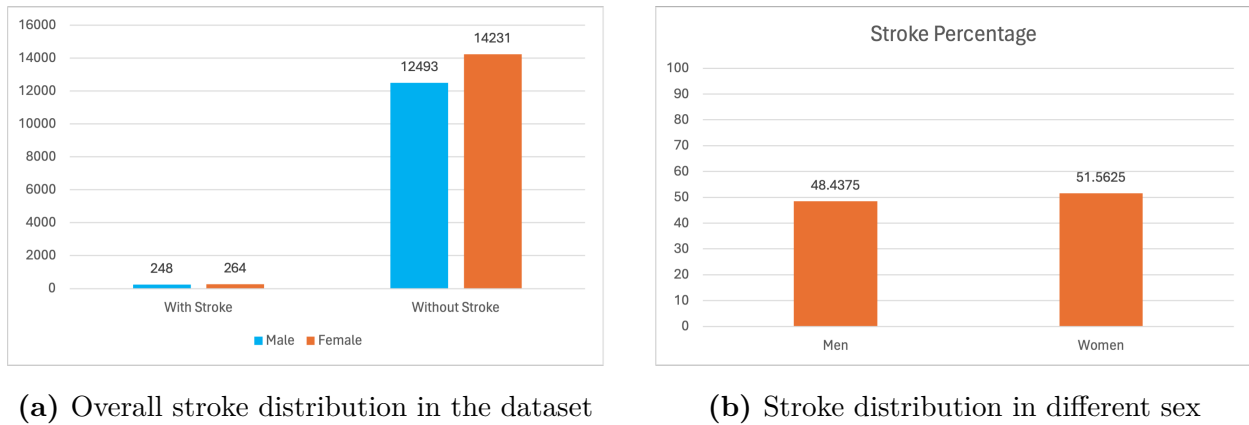 16000
14000
12000
10000
8000
6000
4000
2000
0
248
264
12493
14231
With Stroke
Without Stroke
Male
Female
(a) Overall stroke distribution in the dataset
Stroke Percentage
100
90
80
70
60
50
40
30
20
10
0
48.4375
51.5625
Men
Women
(b) Stroke distribution in different sex